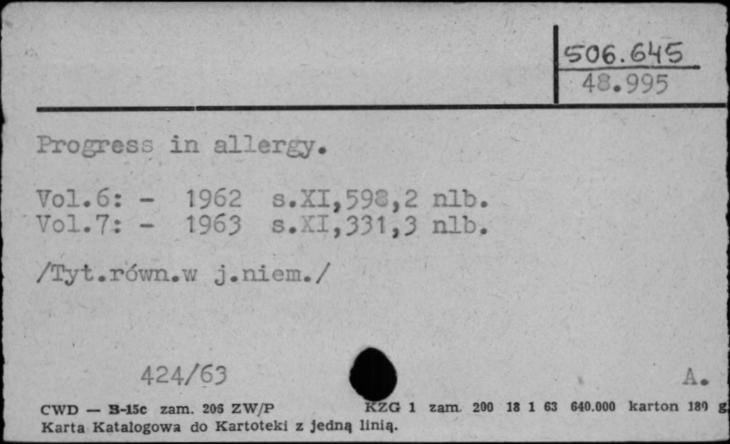 506.645
48.995
Progress in allergy.
Vol.6: - 1962 s.XI,598,2 nlb.
Vol.7: - 1963 s.XI,331,3 nlb.
/Tyt.równ.w j.niem./
424/63 A.
CWD — B-15c zam. 206 ZW/P KZG 1 zam. 200 18 1 63 640.000 karton 180 g
Karta Katalogowa do Kartoteki z jedną linią.